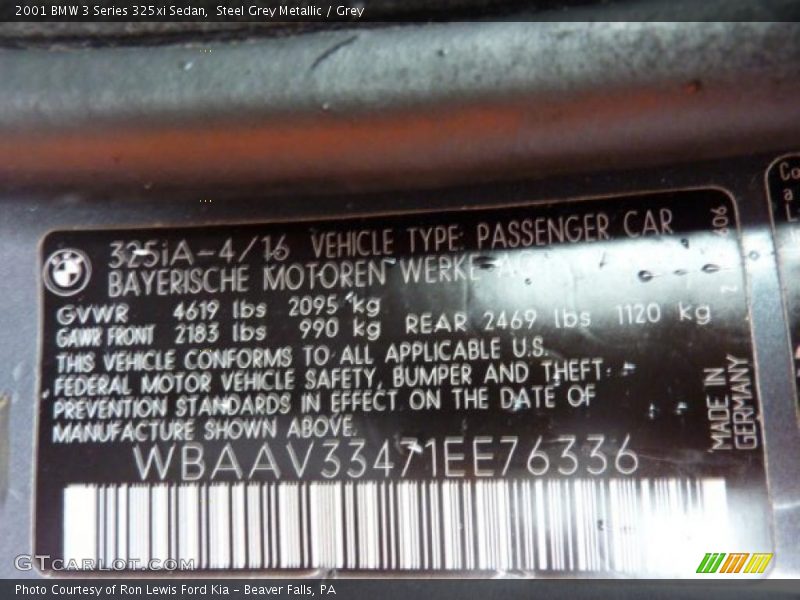 2001 BMW 3 Series 325xi Sedan, Steel Grey Metallic / Grey
325iA-4/16 VEHICLE TYPE: PASSENGER CAR
BAYERISCHE MOTOREN WERKE AG
GVWR 4619 lbs 2095 kg
GAWR FRONT 2183 lbs 990 kg REAR 2469 lbs 1120 kg
THIS VEHICLE CONFORMS TO ALL APPLICABLE U.S.
FEDERAL MOTOR VEHICLE SAFETY, BUMPER AND THEFT
PREVENTION STANDARDS IN EFFECT ON THE DATE OF
MANUFACTURE SHOWN ABOVE.
WBAAV33471EE76336
MADE IN
GERMANY
606
Co
a
L
GTcarlot.com
Photo Courtesy of Ron Lewis Ford Kia - Beaver Falls, PA